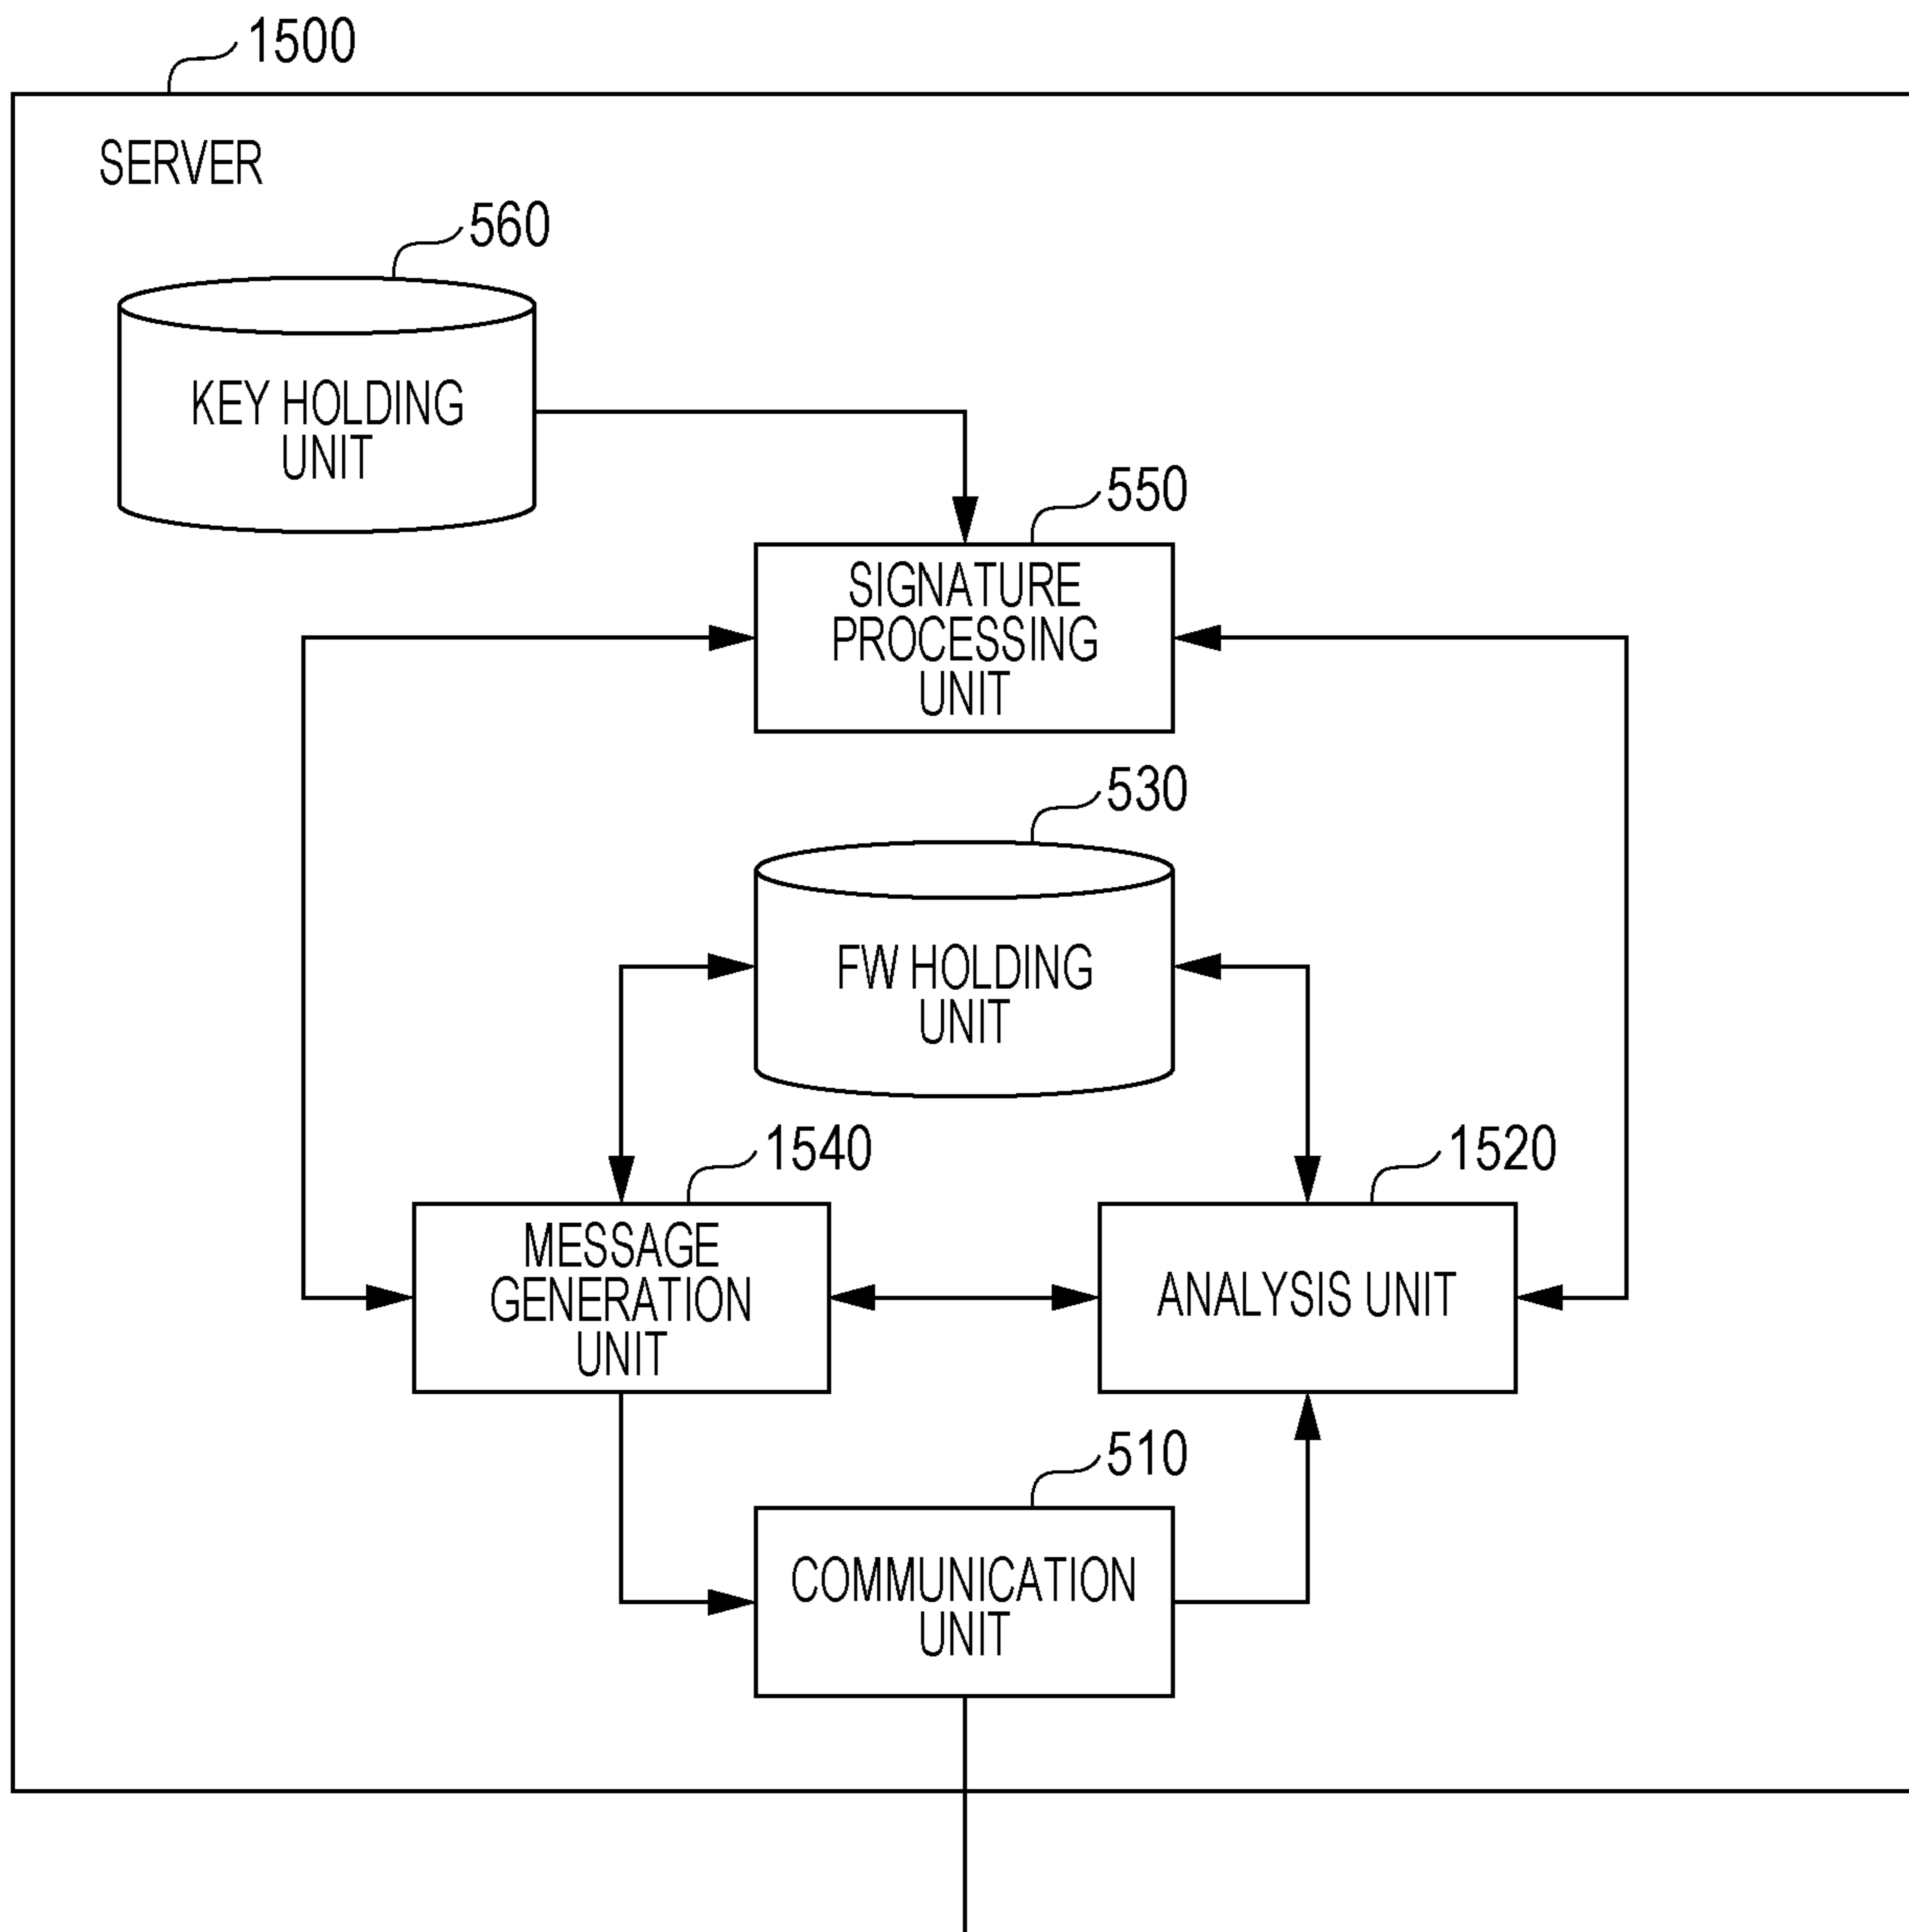 1500
SERVER
560
KEY HOLDING
UNIT
550
SIGNATURE
PROCESSING
UNIT
530
FW HOLDING
UNIT
1540
MESSAGE
GENERATION
UNIT
1520
ANALYSIS UNIT
510
COMMUNICATION
UNIT